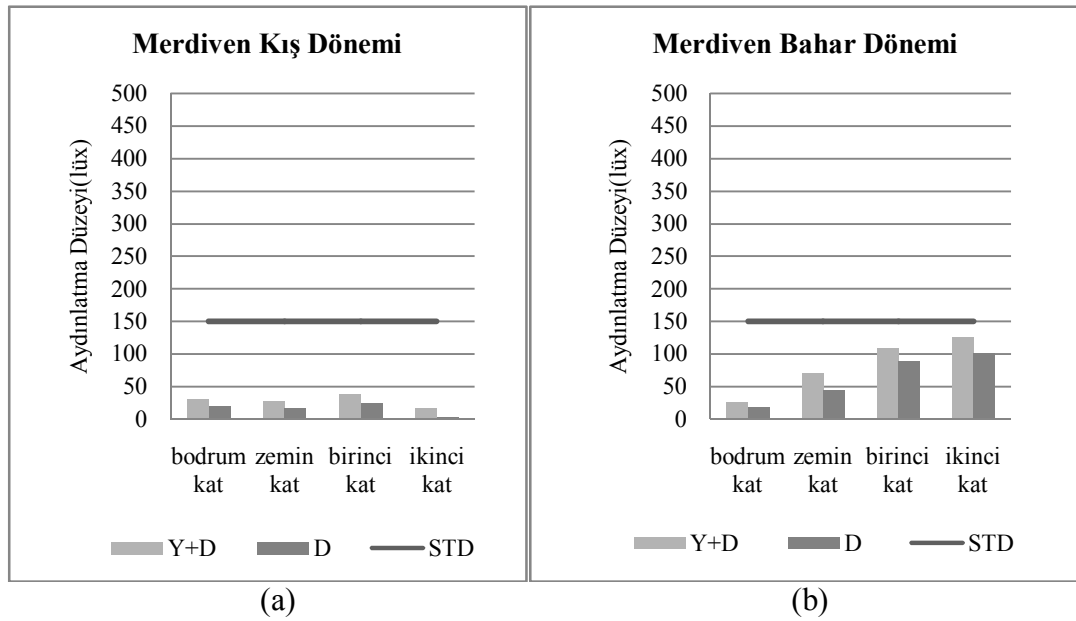 Merdiven Kış Dönemi
Aydınlatma Düzeyi(lüx)
500
450
400
350
300
250
200
150
100
50
0
bodrum kat
zemin kat
birinci kat
ikinci kat
Y+D
D
STD
(a)
Merdiven Bahar Dönemi
Aydınlatma Düzeyi(lüx)
500
450
400
350
300
250
200
150
100
50
0
bodrum kat
zemin kat
birinci kat
ikinci kat
Y+D
D
STD
(b)